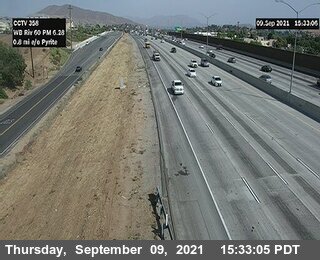 CCTV 358
WB Riv 60 PM 6.28
0.8 mi e/o Pyrite
09.Sep 2021
15:33:05
Thursday, September 09, 2021 15:33:05 PDT